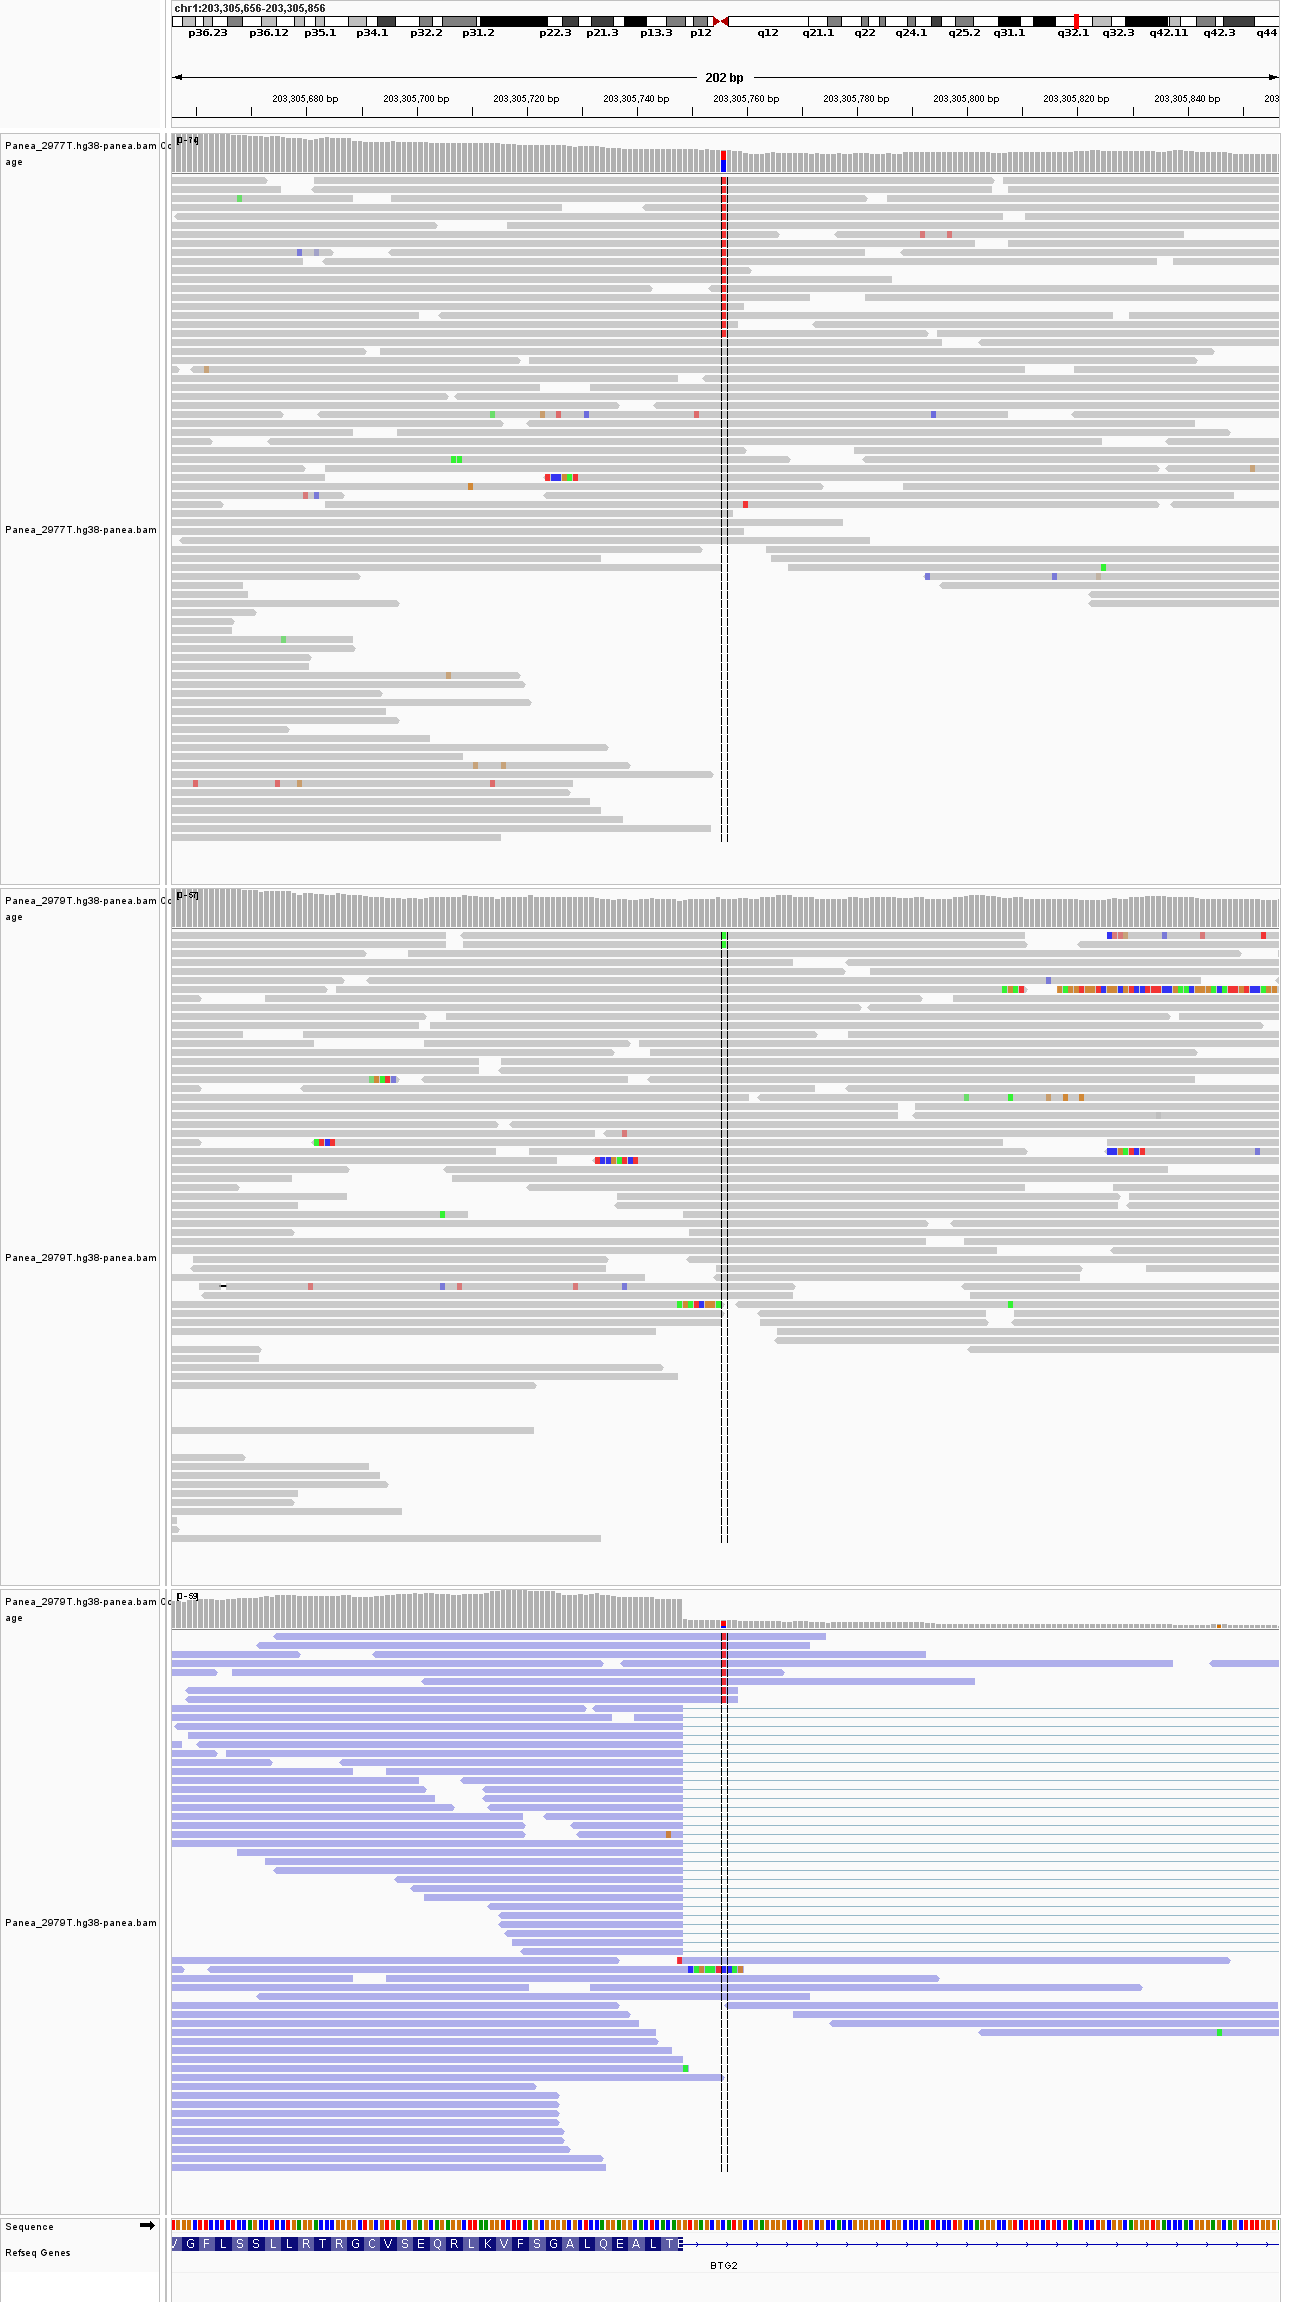 chr1:203,305,656-203,305,856
p36.23 p36.12 p35.1 p34.1 p32.2 p31.2 p22.3 p21.3 p13.3 p12 q12 q21.1 q22 q24.1 q25.2 q31.1 q32.1 q32.3 q42.11 q42.3 q44
202 bp
203,305,680 bp 203,305,700 bp 203,305,720 bp 203,305,740 bp 203,305,760 bp 203,305,780 bp 203,305,800 bp 203,305,820 bp 203,305,840 bp 203
Panea_2977T.hg38-panea.bam Co
age
Panea_2977T.hg38-panea.bam
Panea_2979T.hg38-panea.bam Co
age
[0-57]
Panea_2979T.hg38-panea.bam
Panea_2979T.hg38-panea.bam Co
age
[0-59]
Panea_2979T.hg38-panea.bam
Sequence
Refseq Genes
V G F L S S L L R T R G C V S E Q R L K V F S G A L Q E A L T E
BTG2